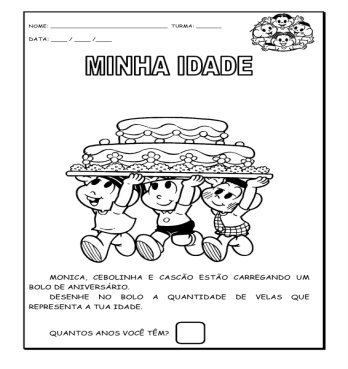 NOME: ______________________ TURMA: ______
DATA: ____ / ____ /____
MINHA IDADE
MONICA, CEBOLINHA E CASCÃO ESTÃO CARREGANDO UM
BOLO DE ANIVERSÁRIO.
DESENHE NO BOLO A QUANTIDADE DE VELAS QUE
REPRESENTA A TUA IDADE.
QUANTOS ANOS VOCÊ TÊM?